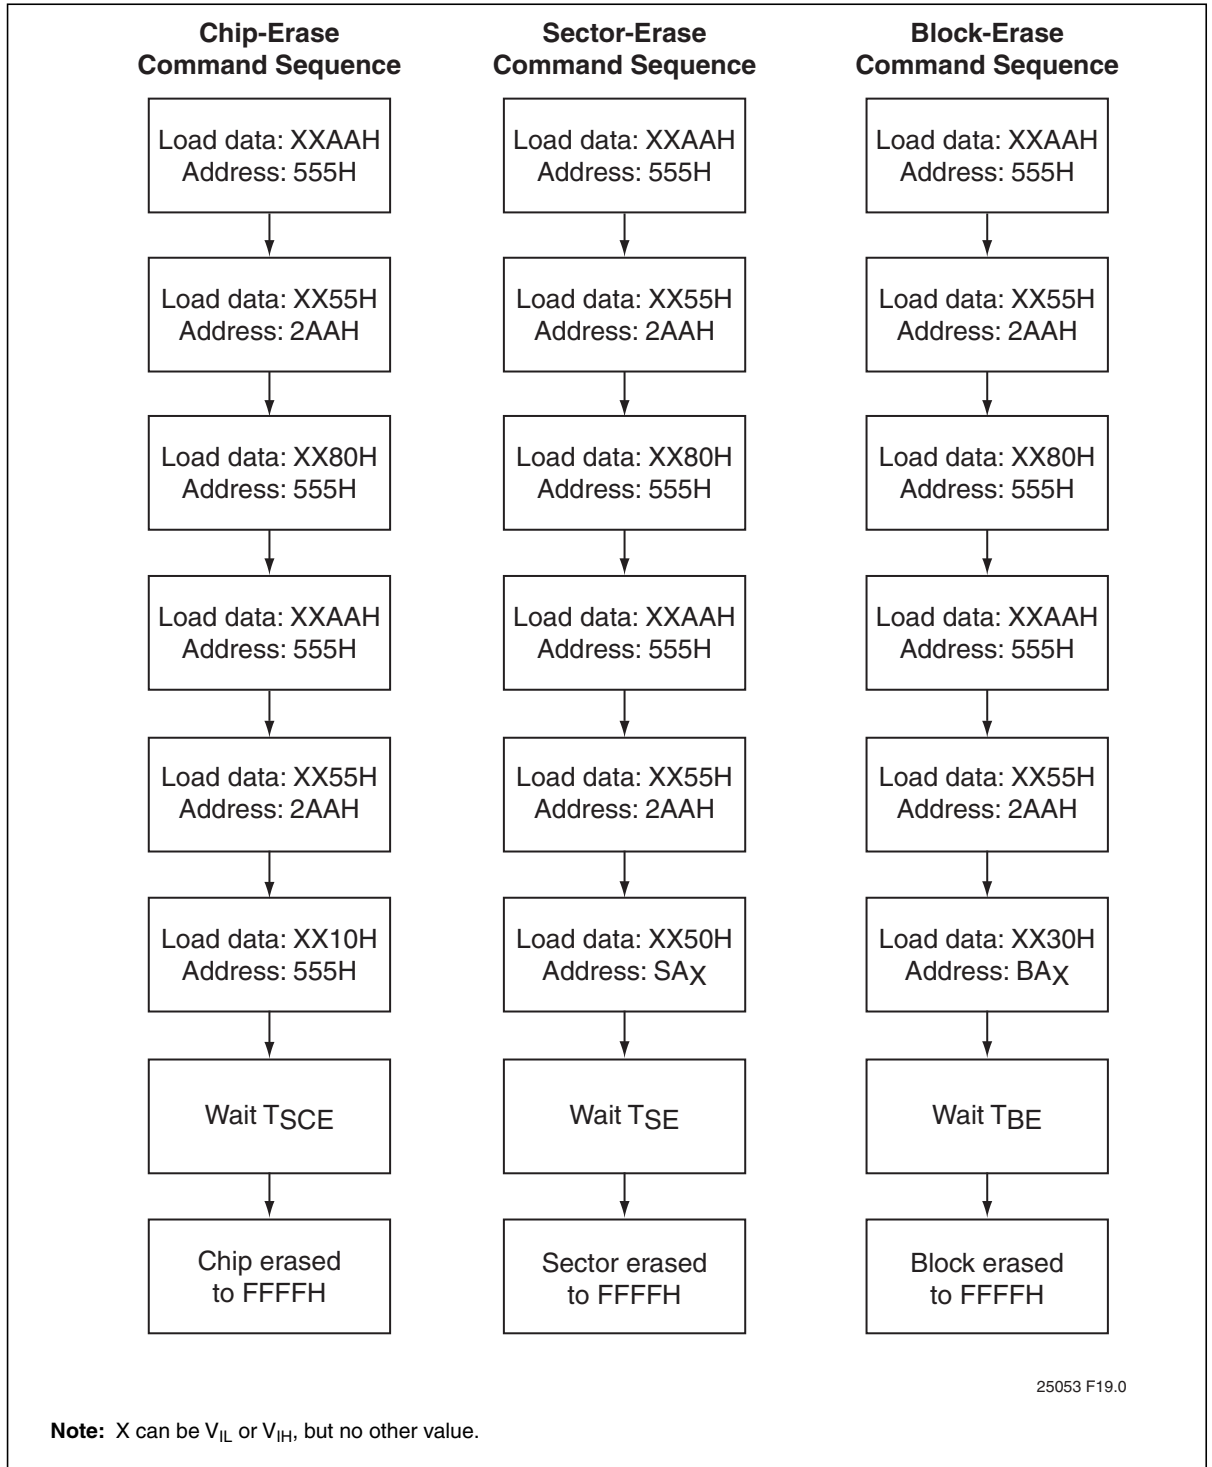 Chip-Erase
Command Sequence
Load data: XXAAH
Address: 555H
Load data: XX55H
Address: 2AAH
Load data: XX80H
Address: 555H
Load data: XXAAH
Address: 555H
Load data: XX55H
Address: 2AAH
Load data: XX10H
Address: 555H
Wait TSCE
Chip erased
to FFFFH
Sector-Erase
Command Sequence
Load data: XXAAH
Address: 555H
Load data: XX55H
Address: 2AAH
Load data: XX80H
Address: 555H
Load data: XXAAH
Address: 555H
Load data: XX55H
Address: 2AAH
Load data: XX50H
Address: SAX
Wait TSE
Sector erased
to FFFFH
Block-Erase
Command Sequence
Load data: XXAAH
Address: 555H
Load data: XX55H
Address: 2AAH
Load data: XX80H
Address: 555H
Load data: XXAAH
Address: 555H
Load data: XX55H
Address: 2AAH
Load data: XX30H
Address: BAX
Wait TBE
Block erased
to FFFFH
25053 F19.0
Note: X can be VIL or VIH, but no other value.